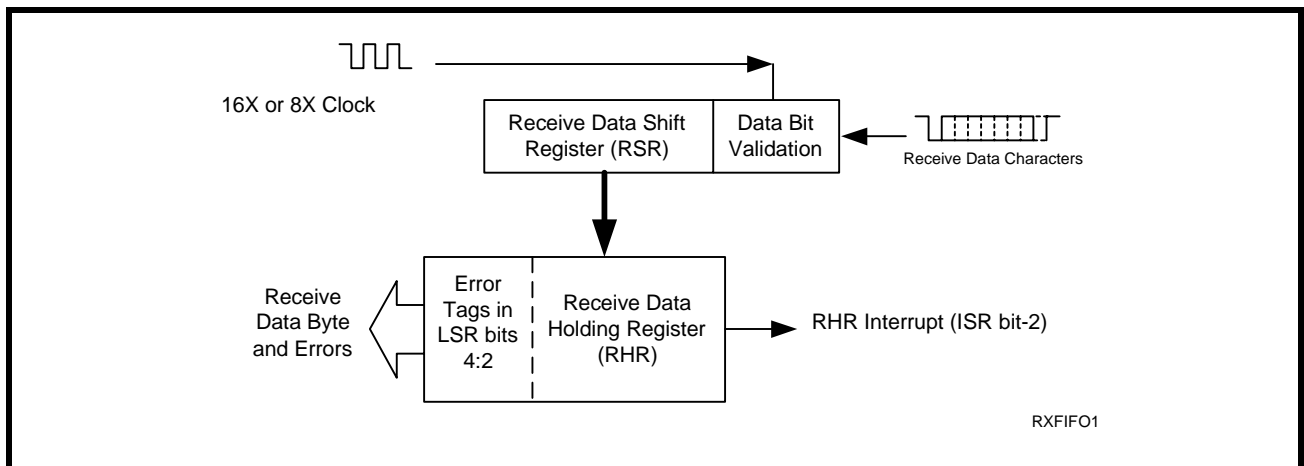 16X or 8X Clock
Receive Data Shift
Register (RSR)
Data Bit
Validation
Receive Data Characters
Receive
Data Byte
and Errors
Error
Tags in
LSR bits
4:2
Receive Data
Holding Register
(RHR)
RHR Interrupt (ISR bit-2)
RXFIFO1